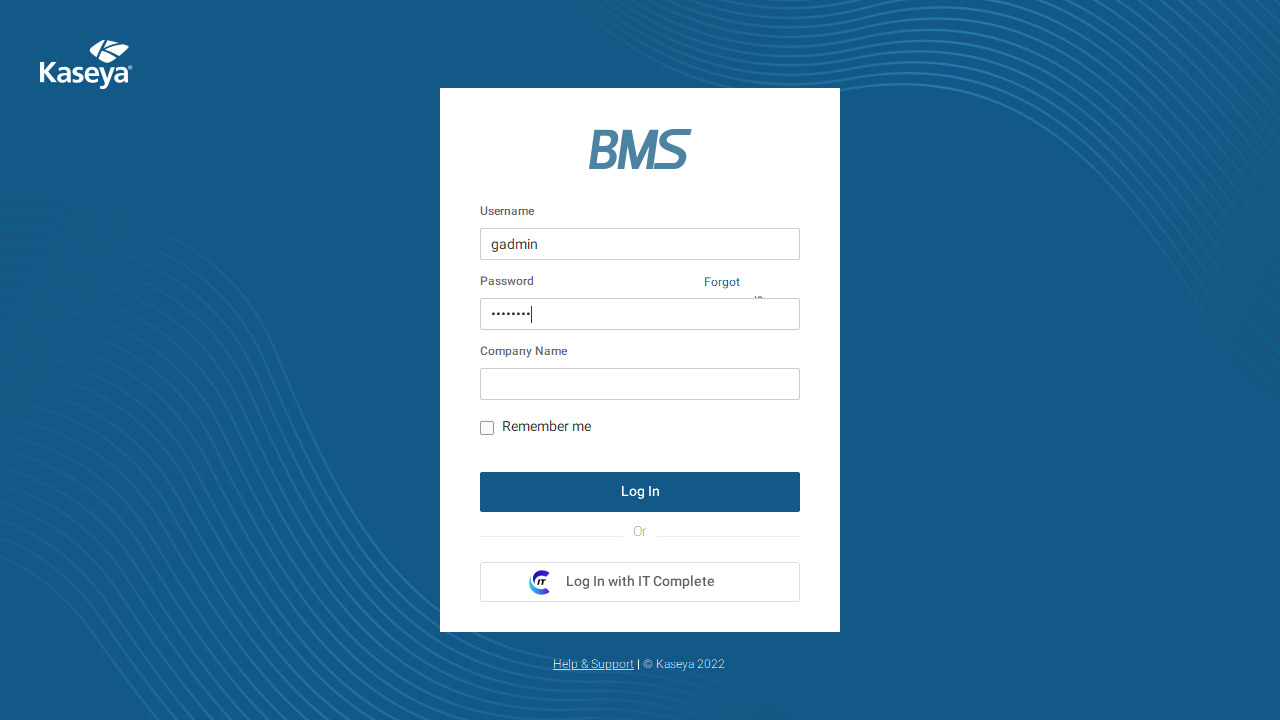 Kaseya®
BMS
Username
gadmin
Password
Forgot
••••••••
Company Name
Remember me
Log In
Or
IT
Log In with IT Complete
Help & Support | © Kaseya 2022